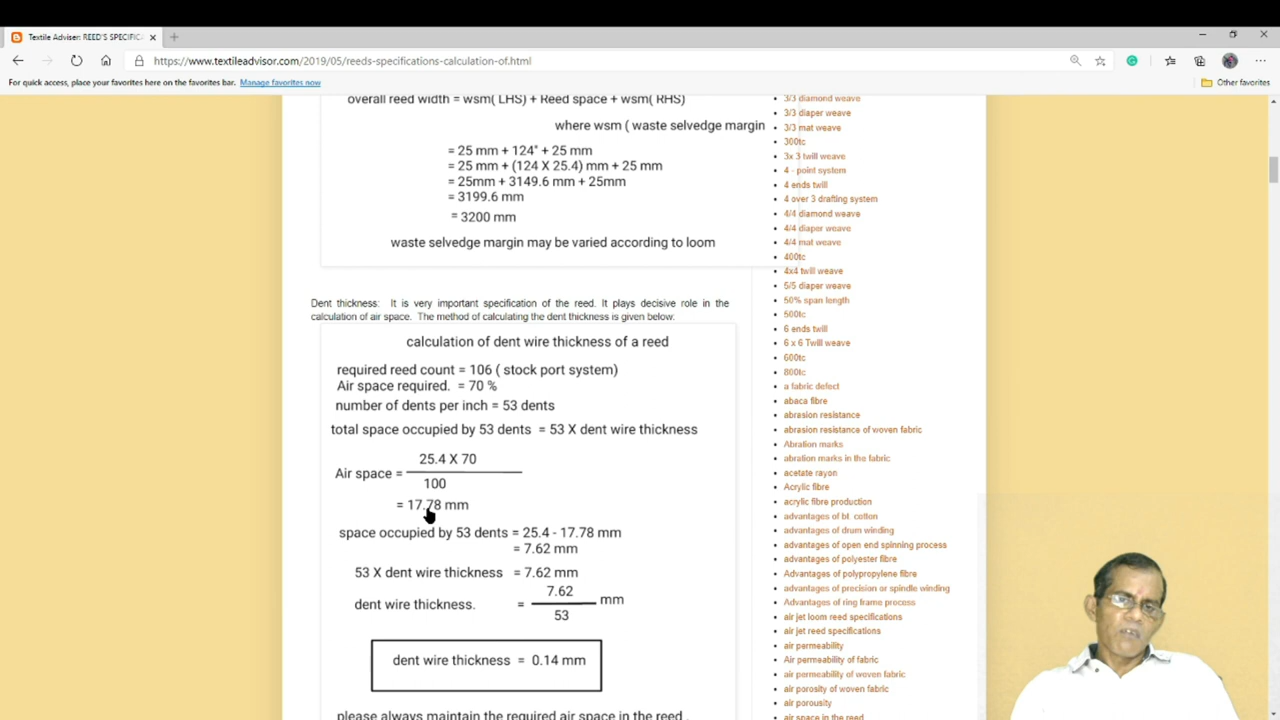 Textile Adviser: REED'S SPECIFIC
https://www.textileadvisor.com/2019/05/reeds-specifications-calculation-of.html
For quick access, place your favorites here on the favorites bar. Manage favorites now
Other favorites
overall reed width = wsm( LHS) + Reed space + wsm( RHS)
where wsm ( waste selvedge margin
= 25 mm + 124" + 25 mm
= 25 mm + (124 X 25.4) mm + 25 mm
= 25mm + 3149.6 mm + 25mm
= 3199.6 mm
= 3200 mm
waste selvedge margin may be varied according to loom
Dent thickness: It is very important specification of the reed. It plays decisive role in the
calculation of air space. The method of calculating the dent thickness is given below.
calculation of dent wire thickness of a reed
required reed count = 106 ( stock port system)
Air space required. = 70 %
number of dents per inch = 53 dents
total space occupied by 53 dents = 53 X dent wire thickness
25.4 X 70
Air space =
100
= 17.78 mm
space occupied by 53 dents = 25.4 - 17.78 mm
= 7.62 mm
53 X dent wire thickness = 7.62 mm
7.62
dent wire thickness. = mm
53
dent wire thickness = 0.14 mm
please always maintain the required air space in the reed .
3/3 diamond weave
3/3 diaper weave
3/3 mat weave
300tc
3x 3 twill weave
4 - point system
4 ends twill
4 over 3 drafting system
4/4 diamond weave
4/4 diaper weave
4/4 mat weave
400tc
4x4 twill weave
5/5 diaper weave
50% span length
500tc
6 ends twill
6 x 6 Twill weave
600tc
800tc
a fabric defect
abaca fibre
abrasion resistance
abrasion resistance of woven fabric
Abration marks
abration marks in the fabric
acetate rayon
Acrylic fibre
acrylic fibre production
advantages of bt cotton
advantages of drum winding
advantages of open end spinning process
advantages of polyester fibre
Advantages of polypropylene fibre
advantages of precision or spindle winding
Advantages of ring frame process
air jet loom reed specifications
air jet reed specifications
air permeability
Air permeability of fabric
air permeability of woven fabric
air porosity of woven fabric
air porousity
air space in the reed